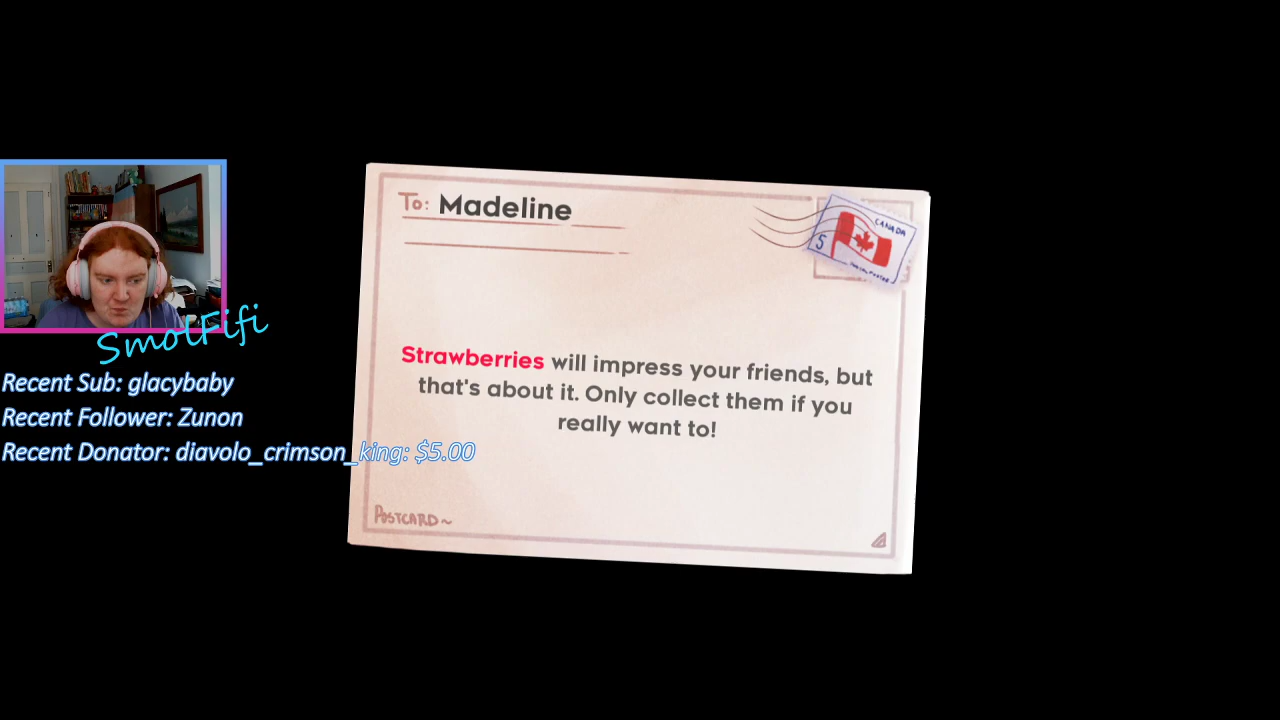 To: Madeline
CANADA
5
Strawberries will impress your friends, but
that's about it. Only collect them if you
really want to!
POSTCARD~
SmolFifi
Recent Sub: glacybaby
Recent Follower: Zunon
Recent Donator: diavolo_crimson_king: $5.00